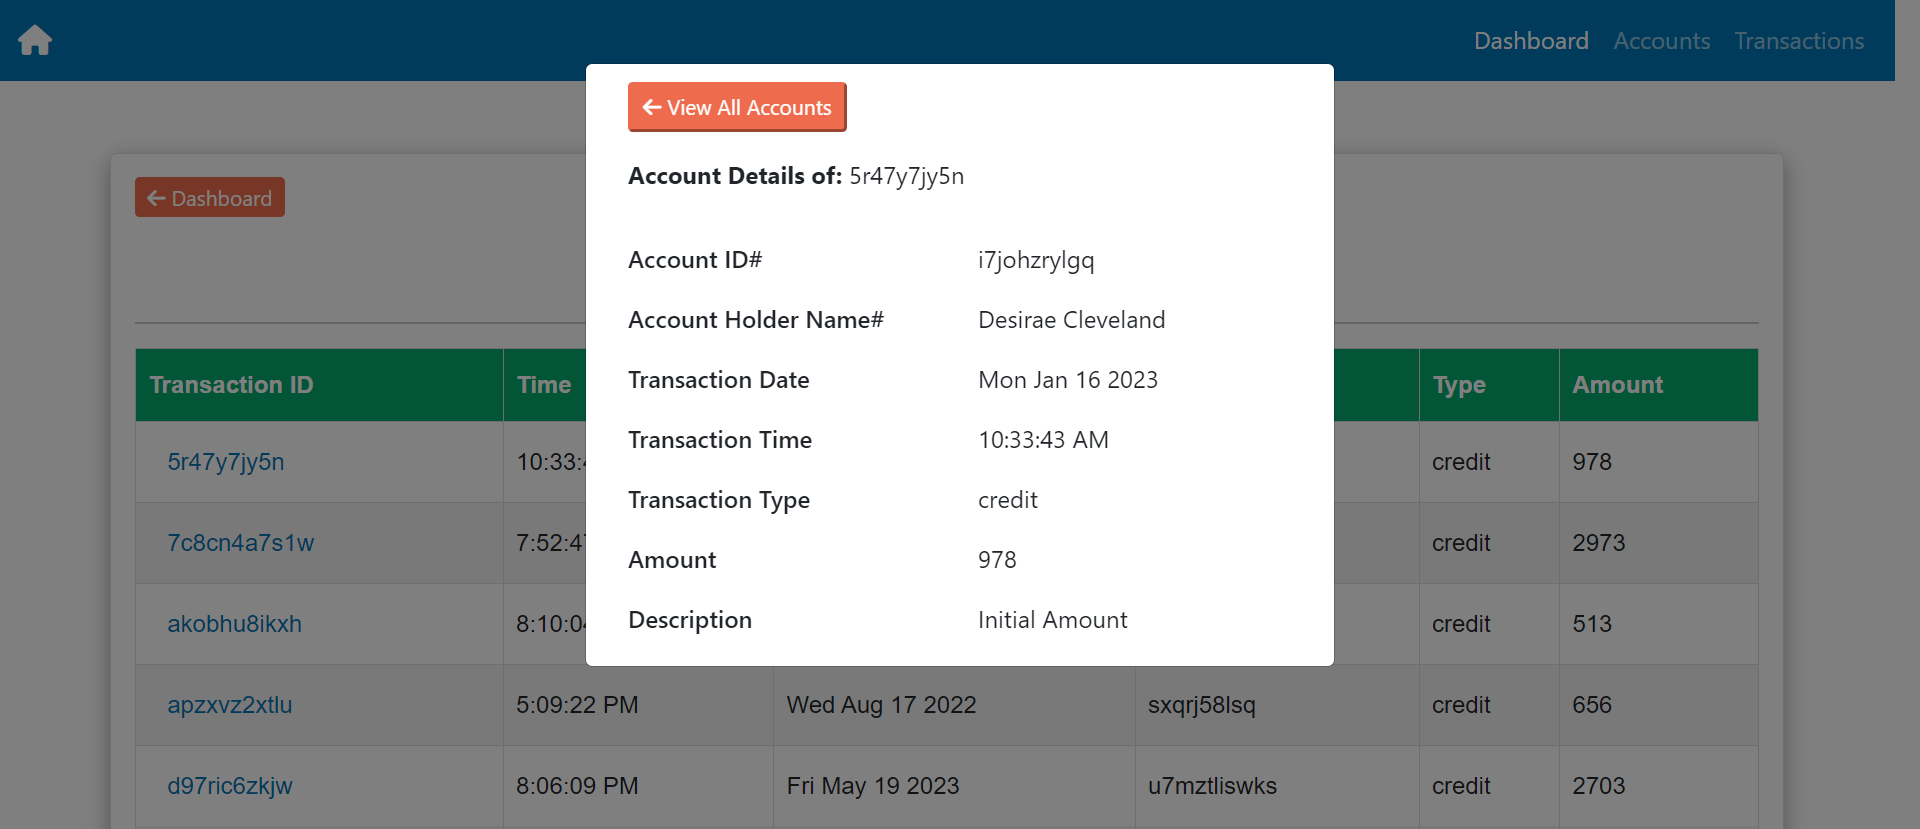 Dashboard Accounts Transactions
View All Accounts
Account Details of: 5r47y7jy5n
Account ID# i7johzrylgq
Account Holder Name# Desirae Cleveland
Transaction Date Mon Jan 16 2023
Transaction Time 10:33:43 AM
Transaction Type credit
Amount 978
Description Initial Amount
Dashboard
Transaction ID Time Type Amount
5r47y7jy5n 10:33: credit 978
7c8cn4a7s1w 7:52:4 credit 2973
akobhu8ikxh 8:10:0 credit 513
apzxvz2xtlu 5:09:22 PM Wed Aug 17 2022 sxqrj58lsq credit 656
d97ric6zkjw 8:06:09 PM Fri May 19 2023 u7mztliswks credit 2703